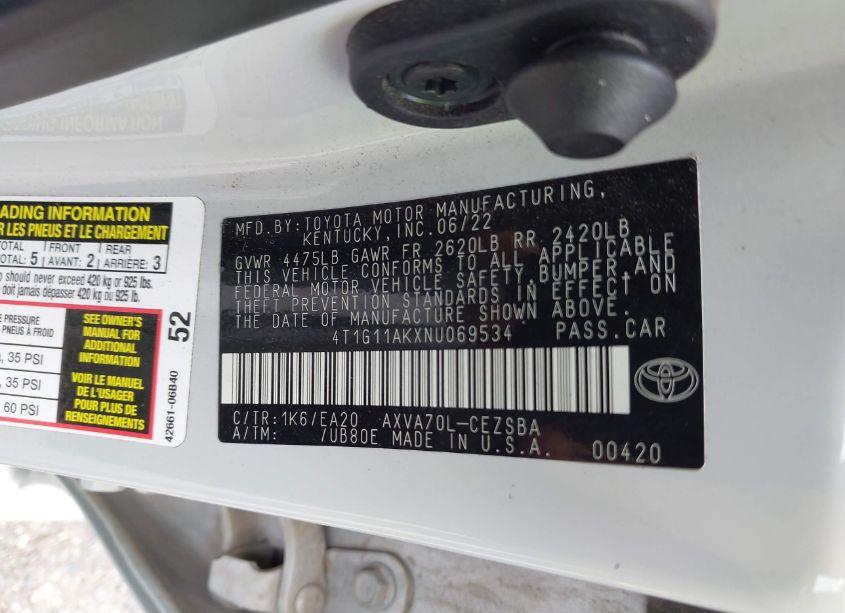 ADING INFORMATION
R LES PNEUS ET LE CHARGEMENT
TOTAL FRONT REAR
TOTAL: 5 AVANT: 2 ARRIÈRE: 3
should never exceed 420 kg or 925 lbs.
doit jamais dépasser 420 kg ou 925 lb.
PRESSURE
PNEUS À FROID
35 PSI
35 PSI
60 PSI
SEE OWNER'S
MANUAL FOR
ADDITIONAL
INFORMATION
VOIR LE MANUEL
DE L'USAGER
POUR PLUS DE
RENSEIGNEMENTS
52
42661-06B40
MFD.BY:TOYOTA MOTOR MANUFACTURING,
KENTUCKY, INC.06/22
GVWR 4475LB GAWR FR 2620LB RR 2420LB
THIS VEHICLE CONFORMS TO ALL APPLICABLE
FEDERAL MOTOR VEHICLE SAFETY, BUMPER,AND
THEFT PREVENTION STANDARDS IN EFFECT ON
THE DATE OF MANUFACTURE SHOWN ABOVE.
4T1G11AKXNU069534 PASS.CAR
C/TR:1K6/EA20 AXVA70L-CEZSBA
A/TM: /UB80E MADE IN U.S.A. 00420